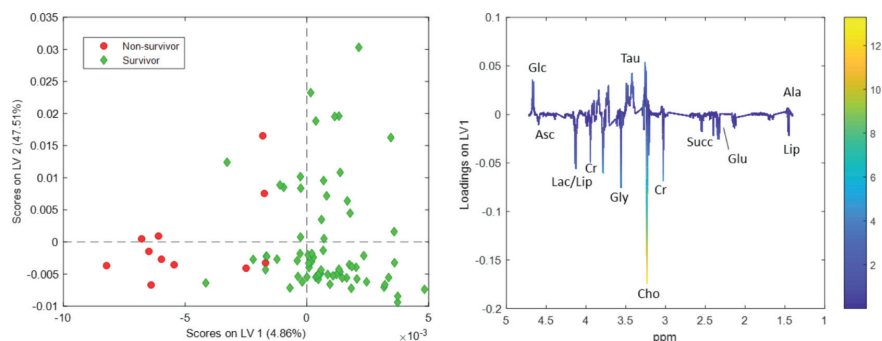 Non-survivor
Survivor
0.035
0.03
0.025
0.02
0.015
0.01
0.005
0
-0.005
-0.01
Scores on LV 2 (47.51%)
-10
-5
0
5
Scores on LV 1 (4.86%)
×10⁻³
0.1
0.05
0
-0.05
-0.1
-0.15
-0.2
Loadings on LV1
Glc
Tau
Ala
Asc
Lac/Lip
Cr
Gly
Cho
Cr
Succ
Glu
Lip
5
4.5
4
3.5
3
2.5
2
1.5
1
ppm
12
10
8
6
4
2